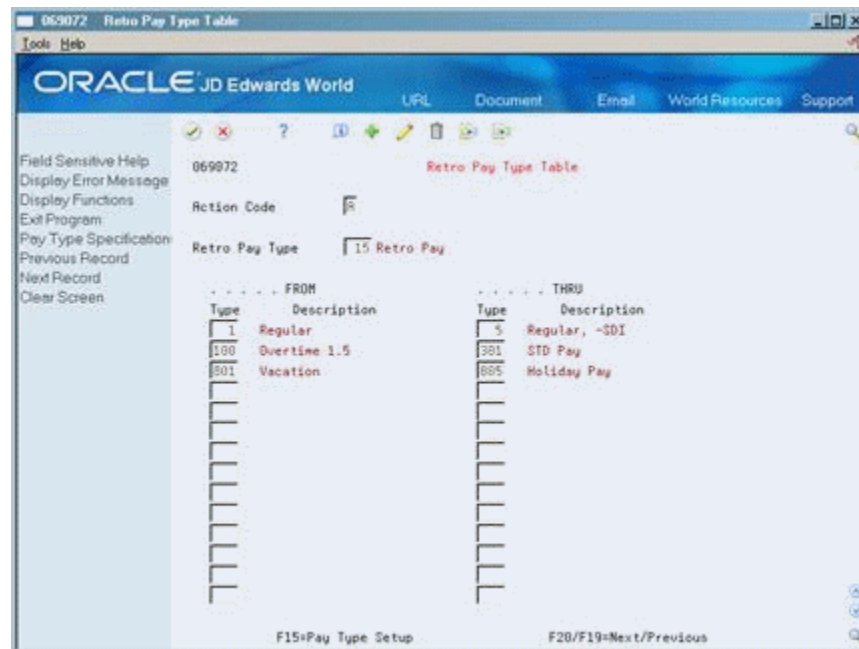 069072 Retro Pay Type Table
Tools Help
ORACLE JD Edwards World
URL Document Email World Resources Support
069072 Retro Pay Type Table
Field Sensitive Help
Display Error Message
Display Functions
Exit Program
Pay Type Specification
Previous Record
Next Record
Clear Screen
Action Code
Retro Pay Type 15 Retro Pay
. . . . . FROM . . . . . THRU
Type Description Type Description
1 Regular 5 Regular, -SDI
100 Overtime 1.5 301 STD Pay
801 Vacation 805 Holiday Pay
F15=Pay Type Setup F20/F19=Next/Previous